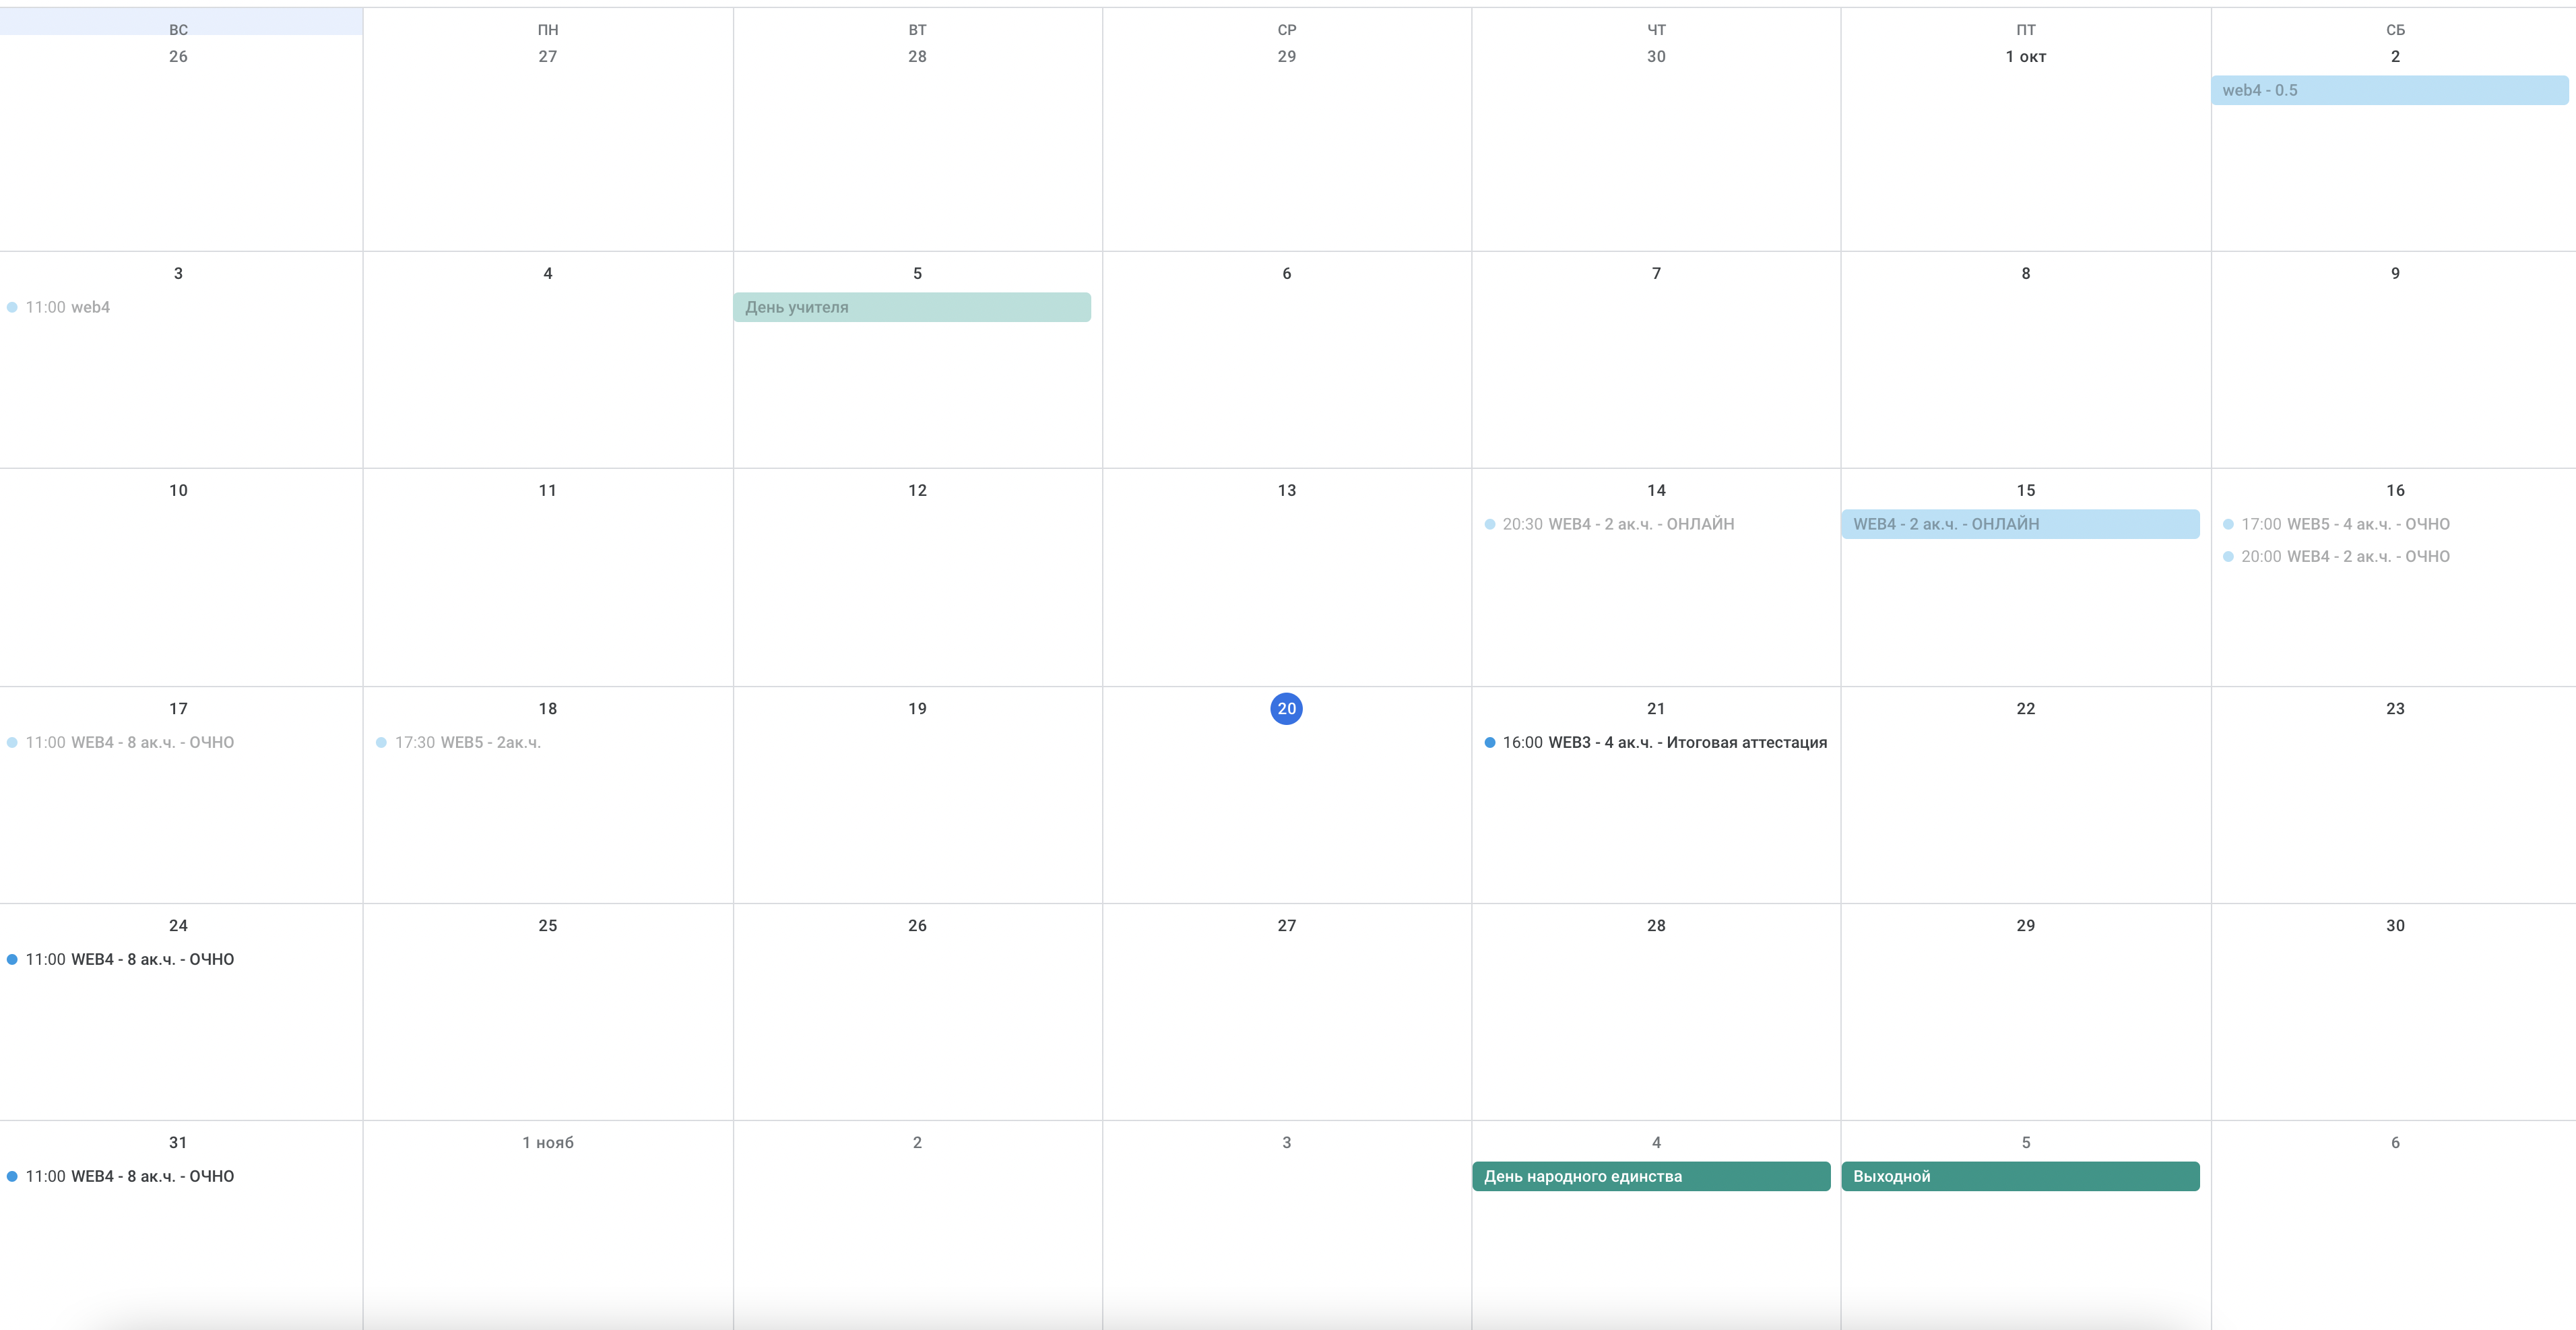 ВС ПН ВТ СР ЧТ ПТ СБ
26 27 28 29 30 1 окт 2
web4 - 0.5
3 4 5 6 7 8 9
11:00 web4
День учителя
10 11 12 13 14 15 16
20:30 WEB4 - 2 ак.ч. - ОНЛАЙН
WEB4 - 2 ак.ч. - ОНЛАЙН
17:00 WEB5 - 4 ак.ч. - ОЧНО
20:00 WEB4 - 2 ак.ч. - ОЧНО
17 18 19 20 21 22 23
11:00 WEB4 - 8 ак.ч. - ОЧНО
17:30 WEB5 - 2ак.ч.
16:00 WEB3 - 4 ак.ч. - Итоговая аттестация
24 25 26 27 28 29 30
11:00 WEB4 - 8 ак.ч. - ОЧНО
31 1 нояб 2 3 4 5 6
11:00 WEB4 - 8 ак.ч. - ОЧНО
День народного единства
Выходной